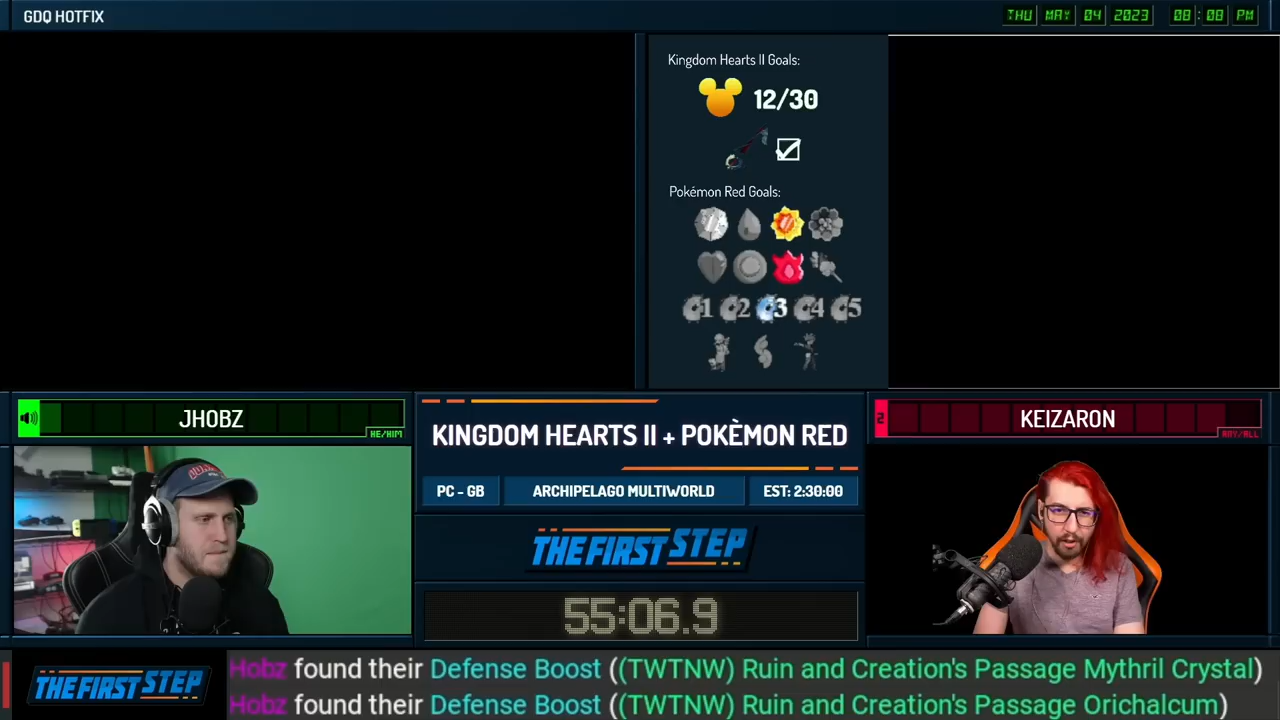 GDQ HOTFIX
THU MAY 04 2023 08:08 PM
Kingdom Hearts II Goals:
12/30
Pokémon Red Goals:
1 2 3 4 5
JHOBZ
HE/HIM
KINGDOM HEARTS II + POKÈMON RED
PC - GB
ARCHIPELAGO MULTIWORLD
EST: 2:30:00
THE FIRST STEP
55:06.9
2
KEIZARON
ANY/ALL
THE FIRST STEP
Hobz found their Defense Boost ((TWTNW) Ruin and Creation's Passage Mythril Crystal)
Hobz found their Defense Boost ((TWTNW) Ruin and Creation's Passage Orichalcum)